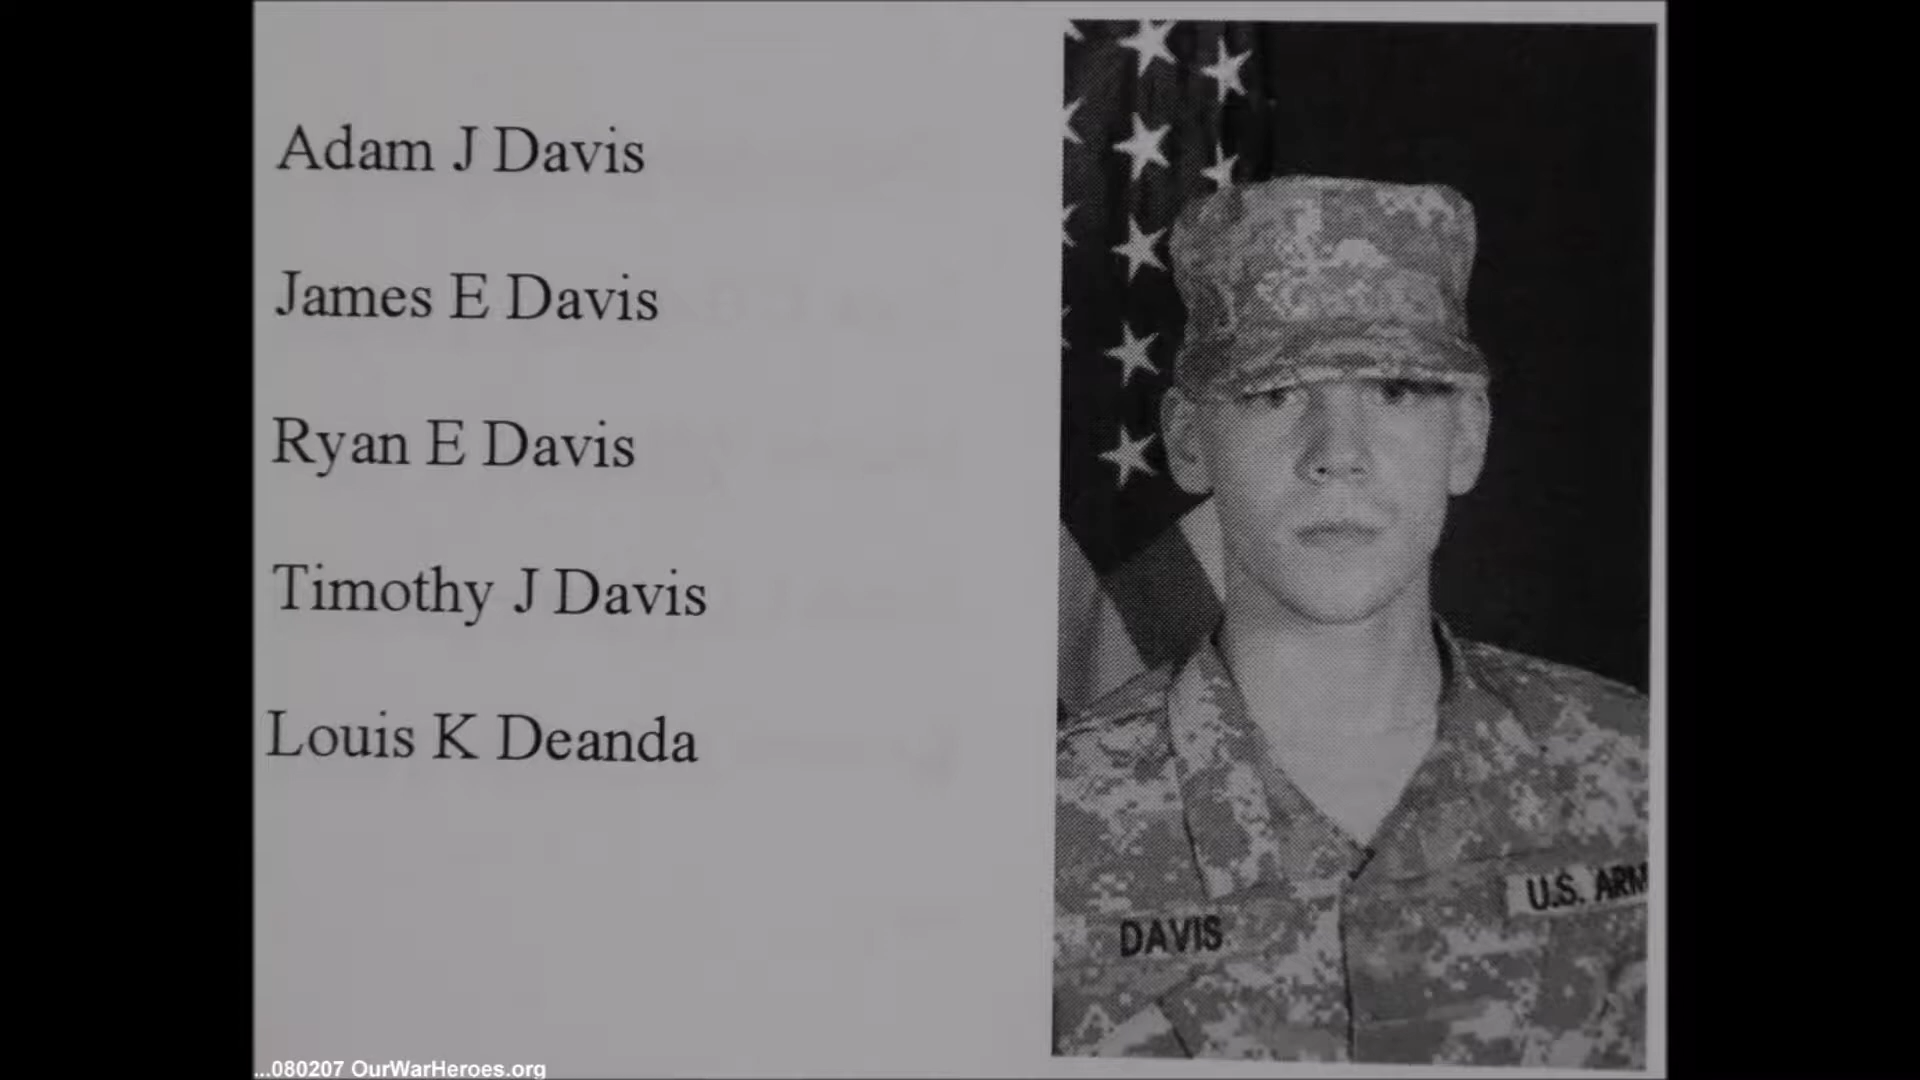 Adam J Davis
James E Davis
Ryan E Davis
Timothy J Davis
Louis K Deanda
DAVIS
U.S. ARM
...080207 OurWarHeroes.org